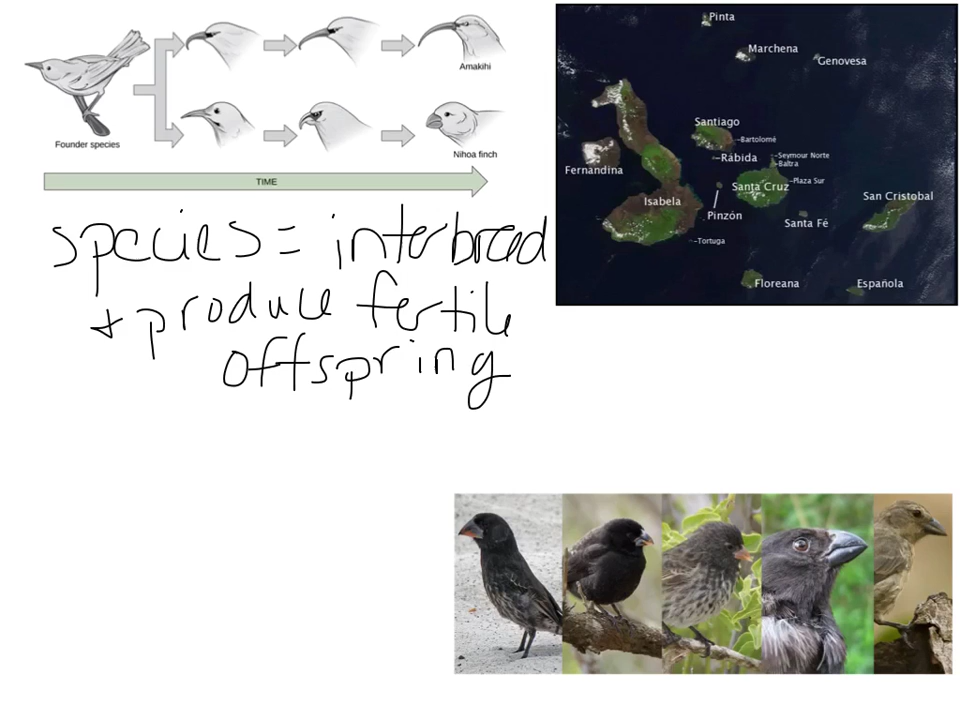 Founder species
Amakihi
Nihoa finch
TIME
species = interbreed
+ produce fertile
offspring
Pinta
Marchena
Genovesa
Santiago
Bartolomé
Rábida
Seymour Norte
Baltra
Fernandina
Santa Cruz
Plaza Sur
Isabela
Pinzón
San Cristobal
Santa Fé
Tortuga
Floreana
Española